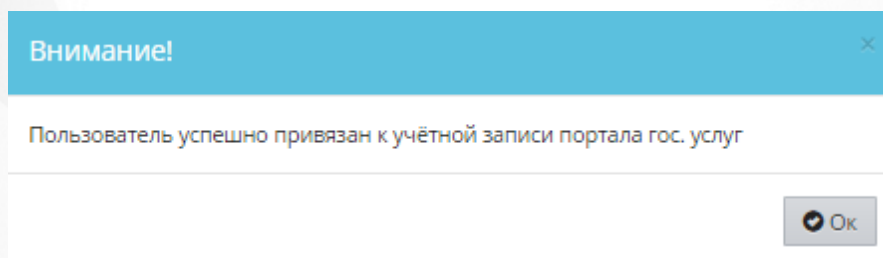 Внимание!
Пользователь успешно привязан к учётной записи портала гос. услуг
Ок